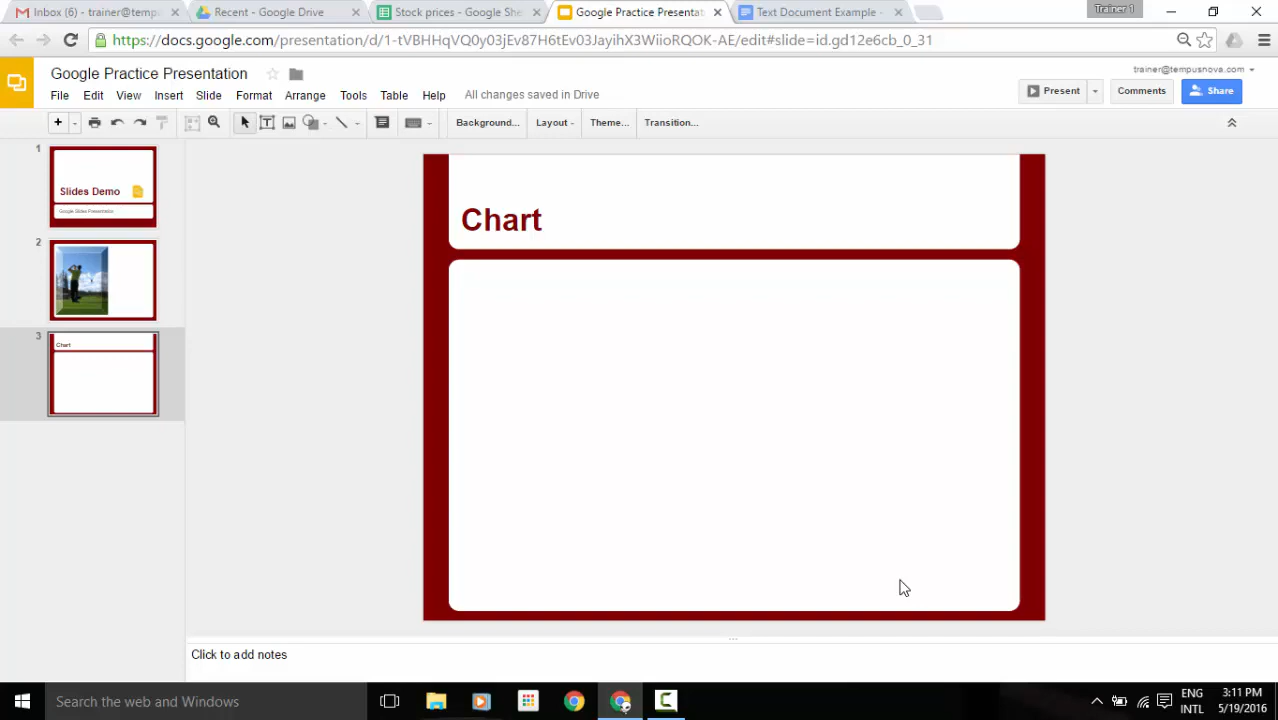 Inbox (6) - trainer@tempu
Recent - Google Drive
Stock prices - Google She
Google Practice Presentat
Text Document Example -
Trainer 1
https://docs.google.com/presentation/d/1-tVBHHqVQ0y03jEv87H6tEv03JayihX3WiioRQOK-AE/edit#slide=id.gd12e6cb_0_31
Google Practice Presentation
trainer@tempusnova.com
File Edit View Insert Slide Format Arrange Tools Table Help All changes saved in Drive
Present Comments Share
Background... Layout Theme... Transition...
1
Slides Demo
Google Slides Presentation
2
3
Chart
Chart
Click to add notes
Search the web and Windows
ENG
INTL
3:11 PM
5/19/2016